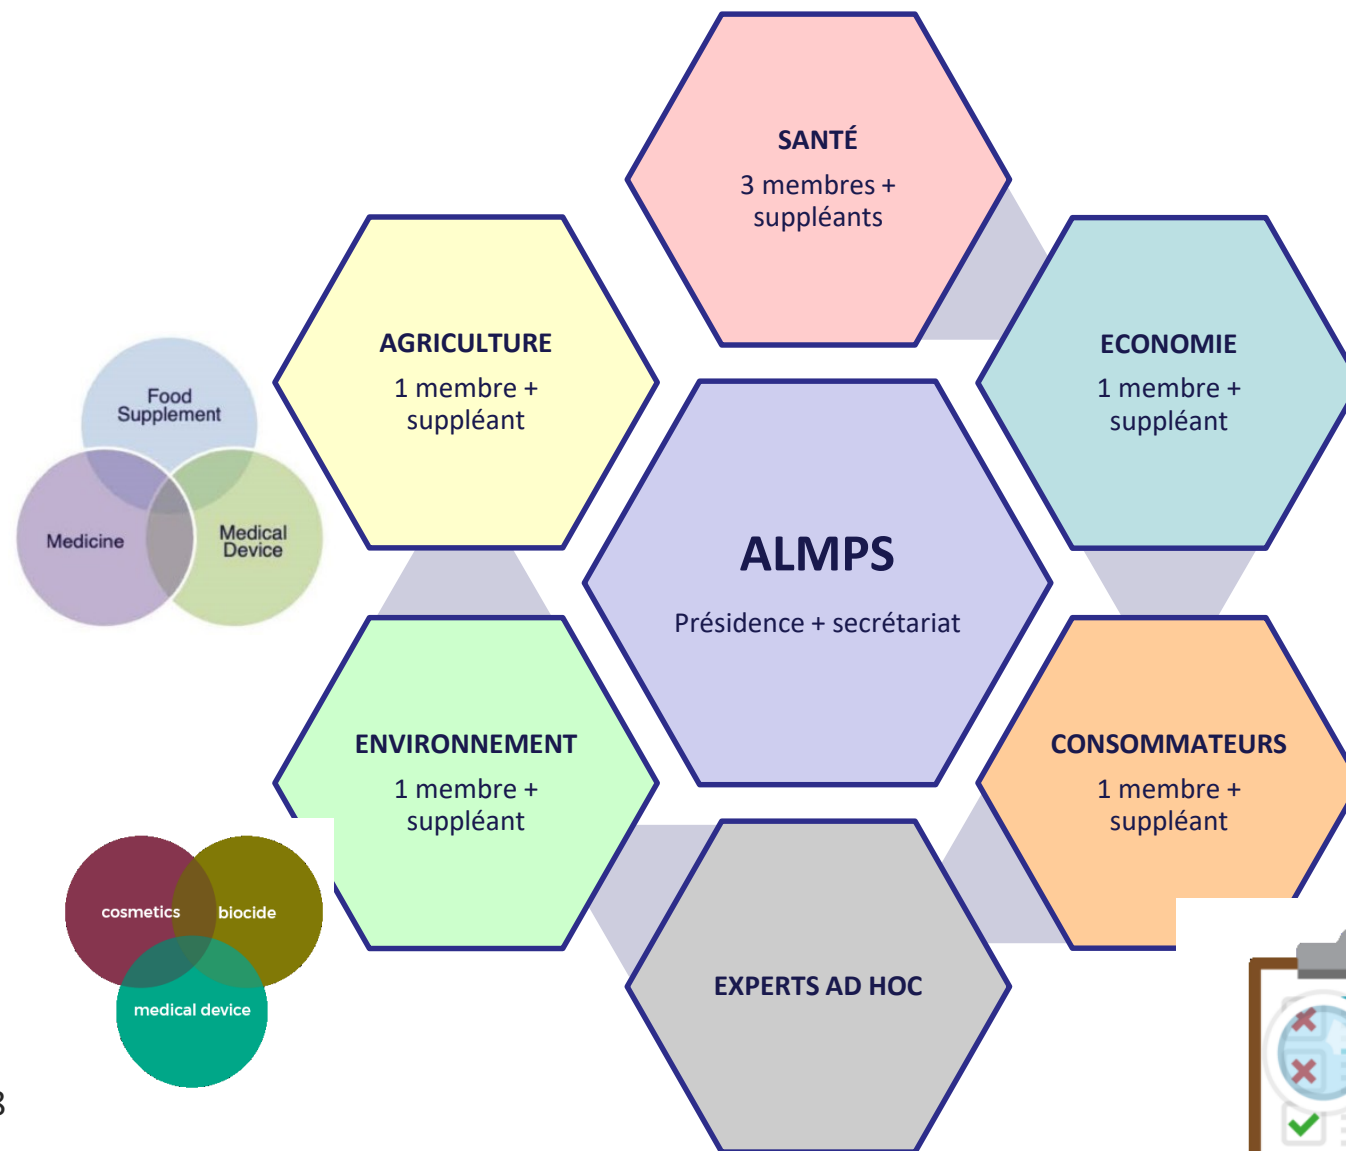 SANTÉ
3 membres +
suppléants
AGRICULTURE
1 membre +
suppléant
ECONOMIE
1 membre +
suppléant
Food
Supplement
Medicine
Medical
Device
ALMPS
Présidence + secrétariat
ENVIRONNEMENT
1 membre +
suppléant
CONSOMMATEURS
1 membre +
suppléant
cosmetics
biocide
medical device
EXPERTS AD HOC